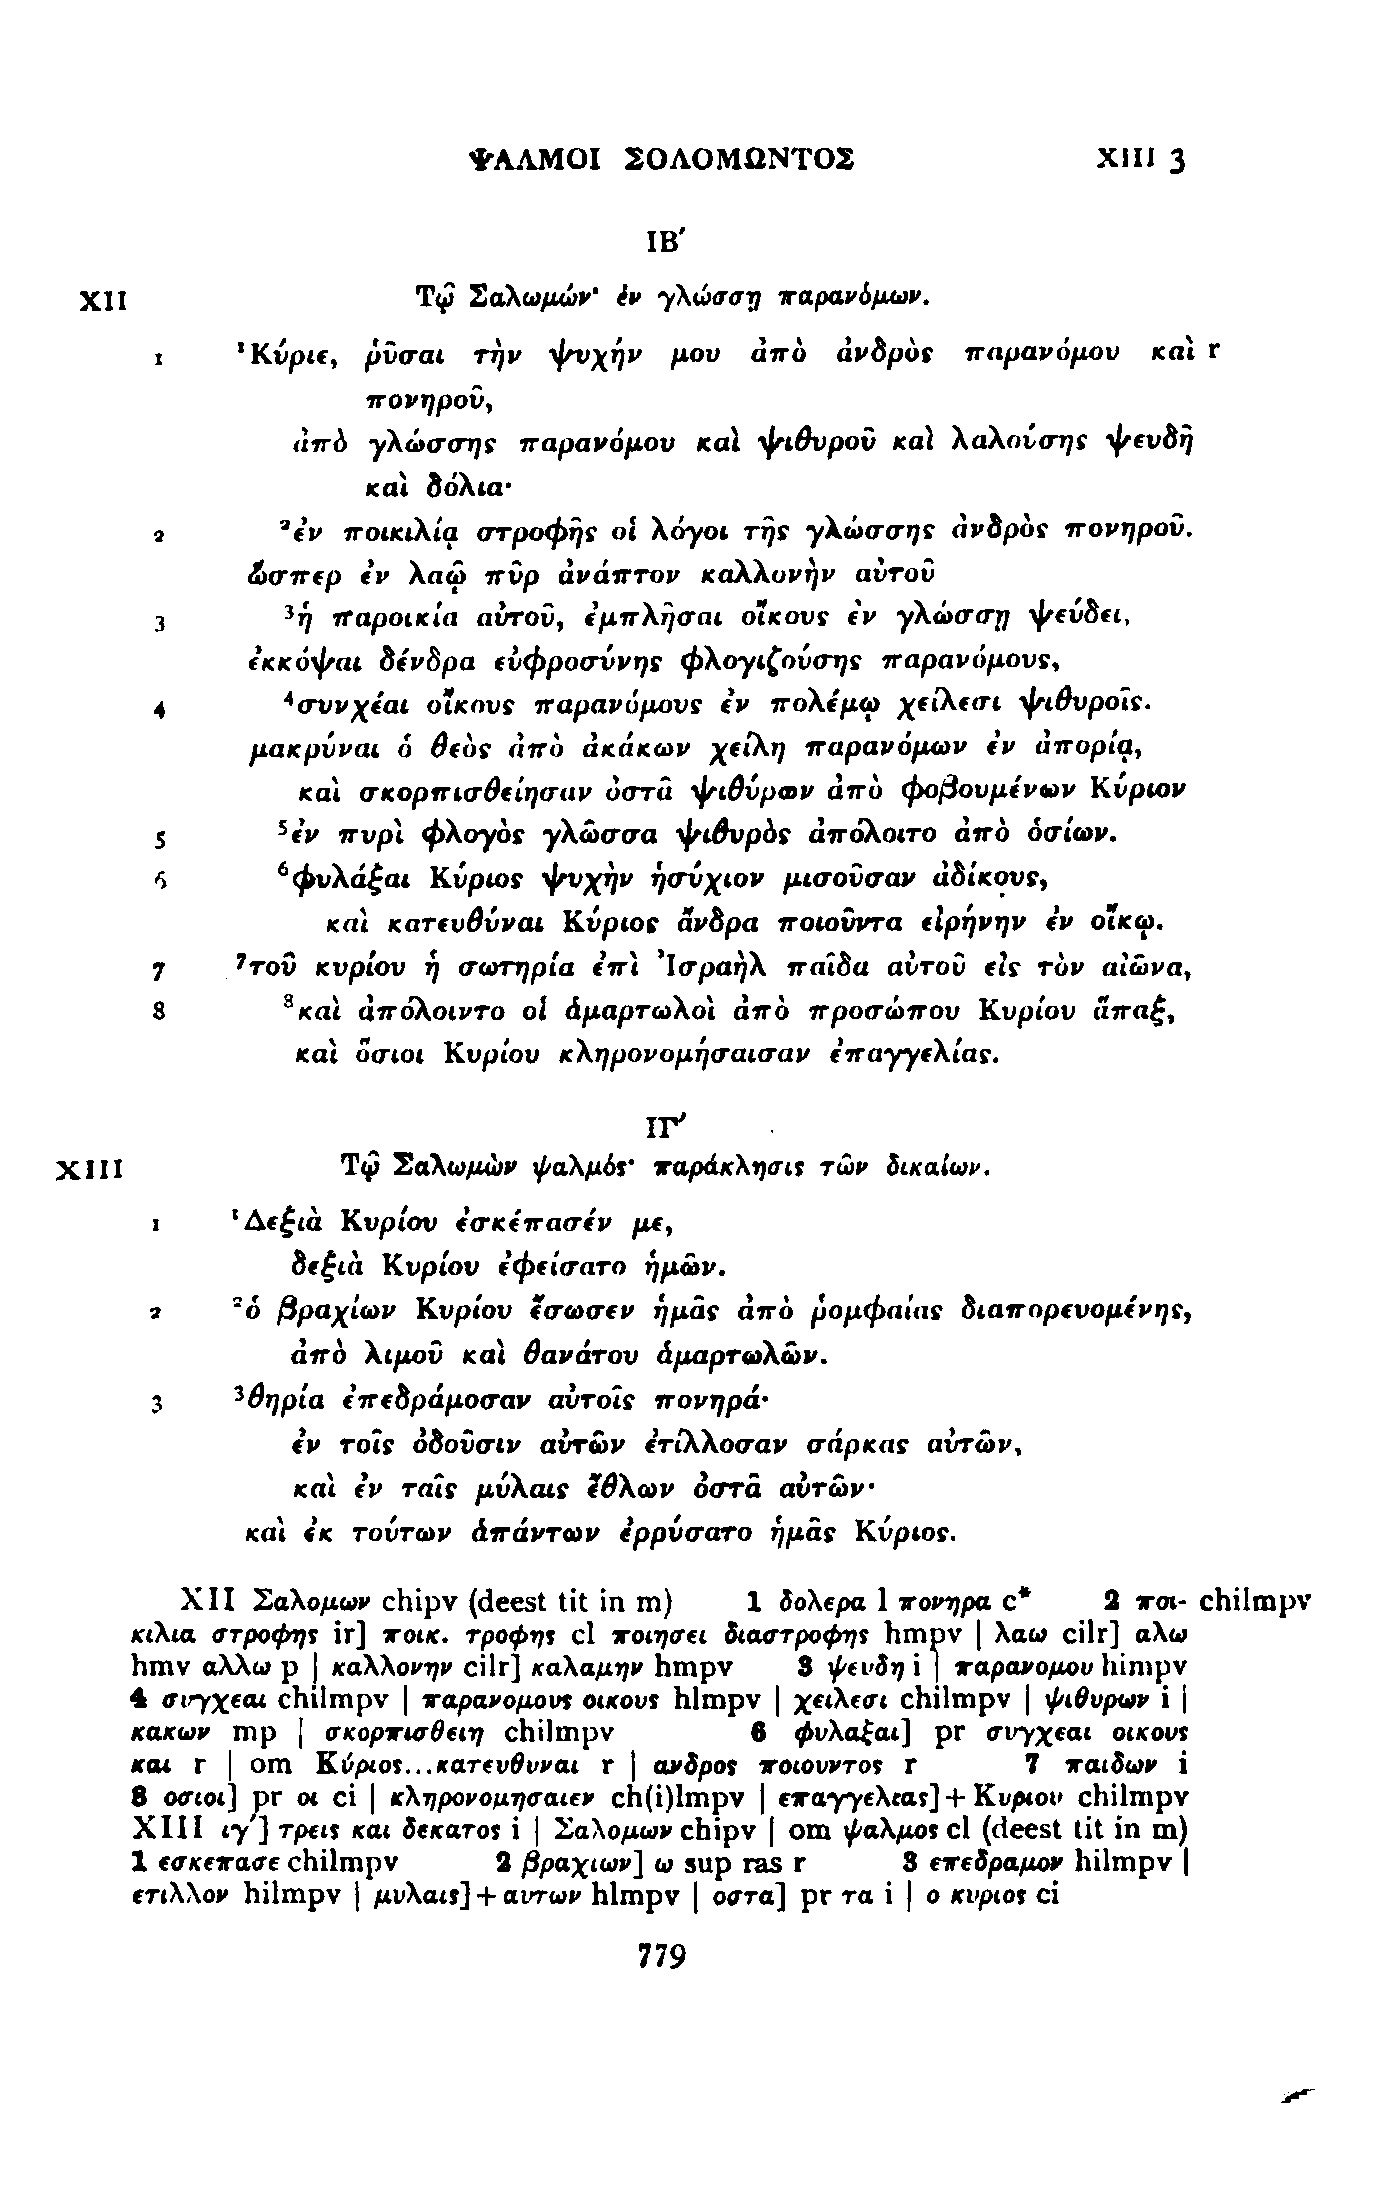 ΨΑΛΜΟΙ ΣΟΛΟΜΩΝΤΟΣ XIII 3
ΙΒ′
XII Τῷ Σαλωμών· ἐν γλώσσῃ παρανόμων.
1 ¹Κύριε, ῥῦσαι τὴν ψυχήν μου ἀπὸ ἀνδρὸς παρανόμου καὶ r
πονηροῦ,
ἀπὸ γλώσσης παρανόμου καὶ ψιθυροῦ καὶ λαλούσης ψευδῆ
καὶ δόλια·
2 ²ἐν ποικιλίᾳ στροφῆς οἱ λόγοι τῆς γλώσσης ἀνδρὸς πονηροῦ.
ὥσπερ ἐν λαῷ πῦρ ἀνάπτον καλλονὴν αὐτοῦ
3 ³ἡ παροικία αὐτοῦ, ἐμπλῆσαι οἴκους ἐν γλώσσῃ ψεύδει,
ἐκκόψαι δένδρα εὐφροσύνης φλογιζούσης παρανόμους,
4 ⁴συνχέαι οἴκους παρανόμους ἐν πολέμῳ χείλεσι ψιθυροῖς.
μακρύναι ὁ θεὸς ἀπὸ ἀκάκων χείλη παρανόμων ἐν ἀπορίᾳ,
καὶ σκορπισθείησαν ὀστᾶ ψιθύρων ἀπὸ φοβουμένων Κύριον
5 ⁵ἐν πυρὶ φλογὸς γλῶσσα ψιθυρὸς ἀπόλοιτο ἀπὸ ὁσίων.
6 ⁶φυλάξαι Κύριος ψυχὴν ἡσύχιον μισοῦσαν ἀδίκους,
καὶ κατευθύναι Κύριος ἄνδρα ποιοῦντα εἰρήνην ἐν οἴκῳ.
7 ⁷τοῦ κυρίου ἡ σωτηρία ἐπὶ Ἰσραὴλ παῖδα αὐτοῦ εἰς τὸν αἰῶνα,
8 ⁸καὶ ἀπόλοιντο οἱ ἁμαρτωλοὶ ἀπὸ προσώπου Κυρίου ἅπαξ,
καὶ ὅσιοι Κυρίου κληρονομήσαισαν ἐπαγγελίας.
ΙΓ′
XIII Τῷ Σαλωμὼν ψαλμός· παράκλησις τῶν δικαίων.
1 ¹Δεξιὰ Κυρίου ἐσκέπασέν με,
δεξιὰ Κυρίου ἐφείσατο ἡμῶν.
2 ²ὁ βραχίων Κυρίου ἔσωσεν ἡμᾶς ἀπὸ ῥομφαίας διαπορευομένης,
ἀπὸ λιμοῦ καὶ θανάτου ἁμαρτωλῶν.
3 ³θηρία ἐπεδράμοσαν αὐτοῖς πονηρά·
ἐν τοῖς ὀδοῦσιν αὐτῶν ἐτίλλοσαν σάρκας αὐτῶν,
καὶ ἐν ταῖς μύλαις ἔθλων ὀστᾶ αὐτῶν·
καὶ ἐκ τούτων ἁπάντων ἐρρύσατο ἡμᾶς Κύριος.
XII Σαλομων chipv (deest tit in m) 1 δολερα l πονηρα c* 2 ποι- chilmpv
κιλια στροφης ir] ποικ. τροφης cl ποιησει διαστροφης hmpv | λαω cilr] αλω
hmv αλλω p | καλλονην cilr] καλαμην hmpv 3 ψευδη i | παρανομου himpv
4 συγχεαι chilmpv | παρανομους οικους hlmpv | χειλεσι chilmpv | ψιθυρων i |
κακων mp | σκορπισθειη chilmpv 6 φυλαξαι] pr συγχεαι οικους
και r | om Κύριος...κατευθυναι r | ανδρος ποιουντος r 7 παιδων i
8 οσιοι] pr οι ci | κληρονομησαιεν ch(i)lmpv | επαγγελιας] + Κυριου chilmpv
XIII ιγ′] τρεις και δεκατος i | Σαλομων chipv | om ψαλμος cl (deest tit in m)
1 εσκεπασε chilmpv 2 βραχιων] ω sup ras r 3 επεδραμον hilmpv |
ετιλλον hilmpv | μυλαις] + αυτων hlmpv | οστα] pr τα i | ο κυριος ci
779